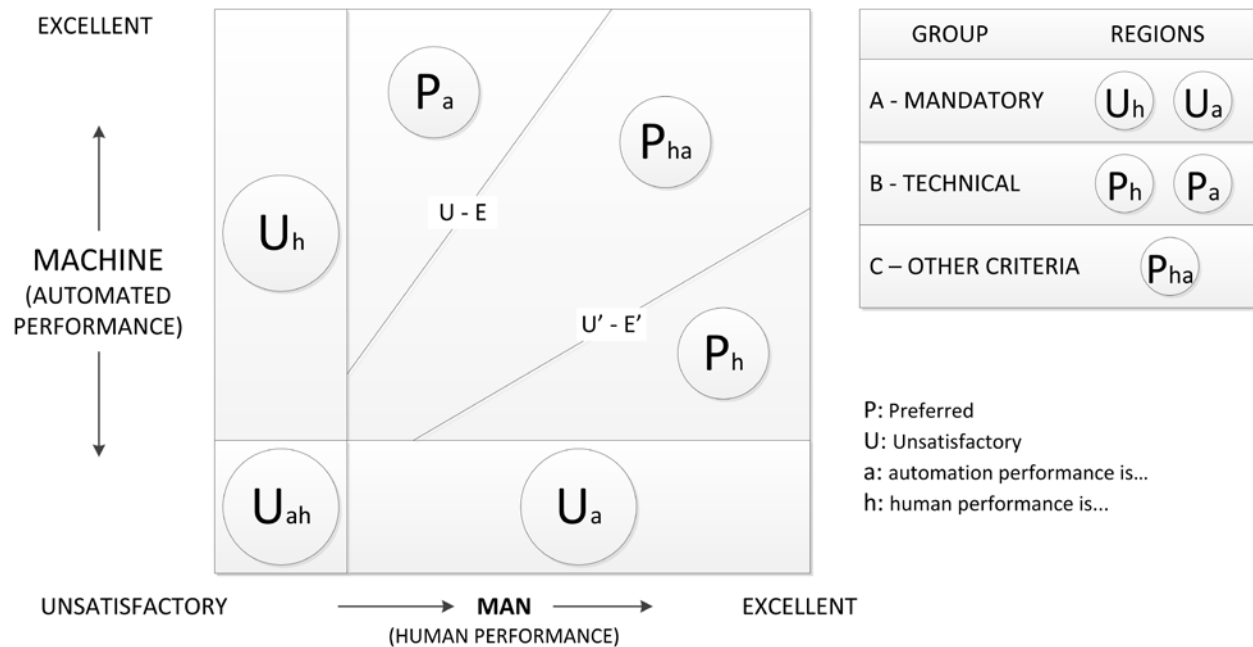 EXCELLENT
Pa
Pha
U - E
Uh
MACHINE
(AUTOMATED
PERFORMANCE)
U' - E'
Ph
Uah
Ua
UNSATISFACTORY
MAN
EXCELLENT
(HUMAN PERFORMANCE)
GROUP REGIONS
A - MANDATORY Uh Ua
B - TECHNICAL Ph Pa
C – OTHER CRITERIA Pha
P: Preferred
U: Unsatisfactory
a: automation performance is...
h: human performance is...